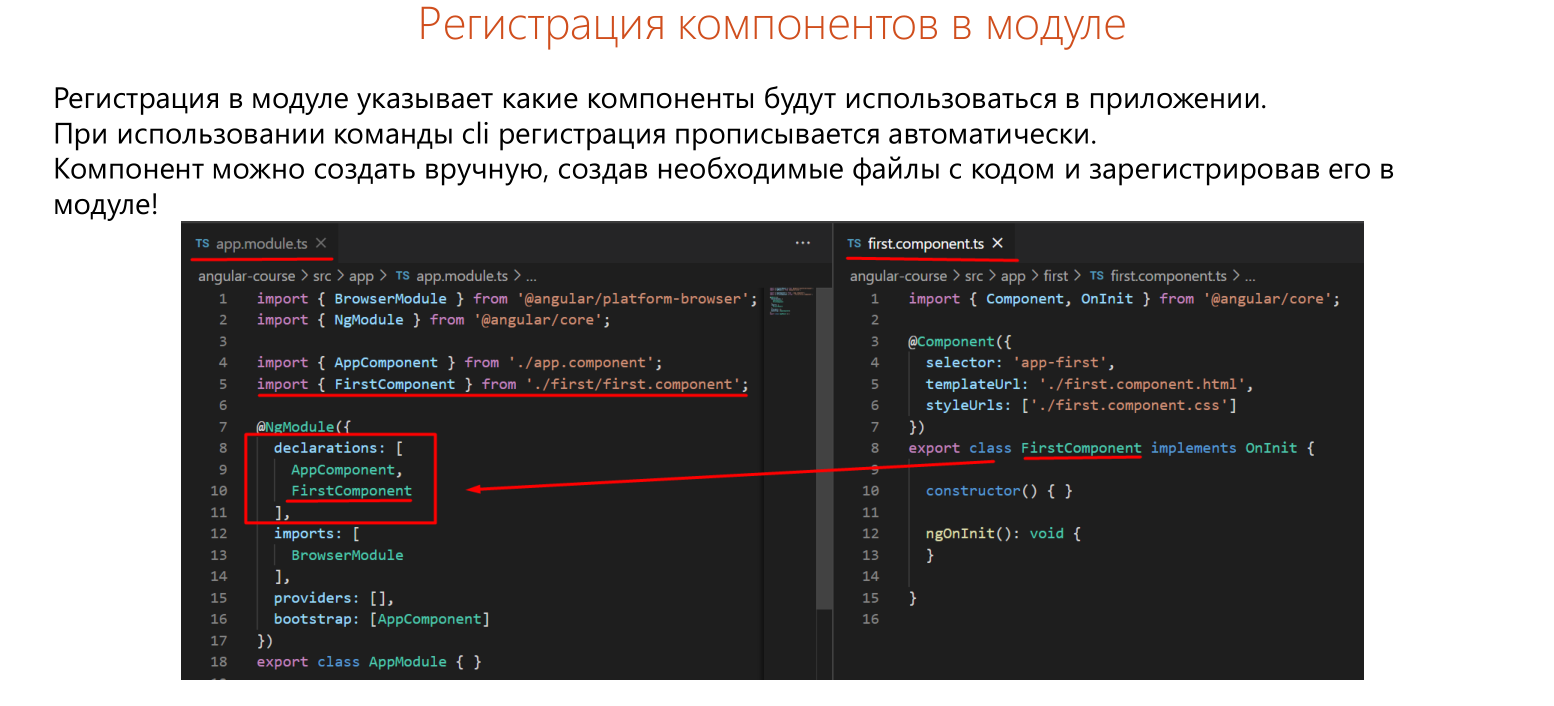 Регистрация компонентов в модуле
Регистрация в модуле указывает какие компоненты будут использоваться в приложении.
При использовании команды cli регистрация прописывается автоматически.
Компонент можно создать вручную, создав необходимые файлы с кодом и зарегистрировав его в
модуле!
TS app.module.ts ×
angular-course > src > app > TS app.module.ts > ...
1 import { BrowserModule } from '@angular/platform-browser';
2 import { NgModule } from '@angular/core';
3
4 import { AppComponent } from './app.component';
5 import { FirstComponent } from './first/first.component';
6
7 @NgModule({
8 declarations: [
9 AppComponent,
10 FirstComponent
11 ],
12 imports: [
13 BrowserModule
14 ],
15 providers: [],
16 bootstrap: [AppComponent]
17 })
18 export class AppModule { }
TS first.component.ts ×
angular-course > src > app > first > TS first.component.ts > ...
1 import { Component, OnInit } from '@angular/core';
2
3 @Component({
4 selector: 'app-first',
5 templateUrl: './first.component.html',
6 styleUrls: ['./first.component.css']
7 })
8 export class FirstComponent implements OnInit {
9
10 constructor() { }
11
12 ngOnInit(): void {
13 }
14
15 }
16